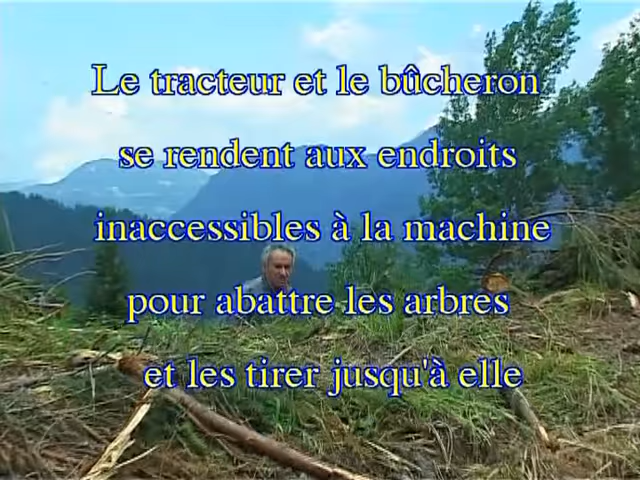 Le tracteur et le bûcheron
se rendent aux endroits
inaccessibles à la machine
pour abattre les arbres
et les tirer jusqu'à elle